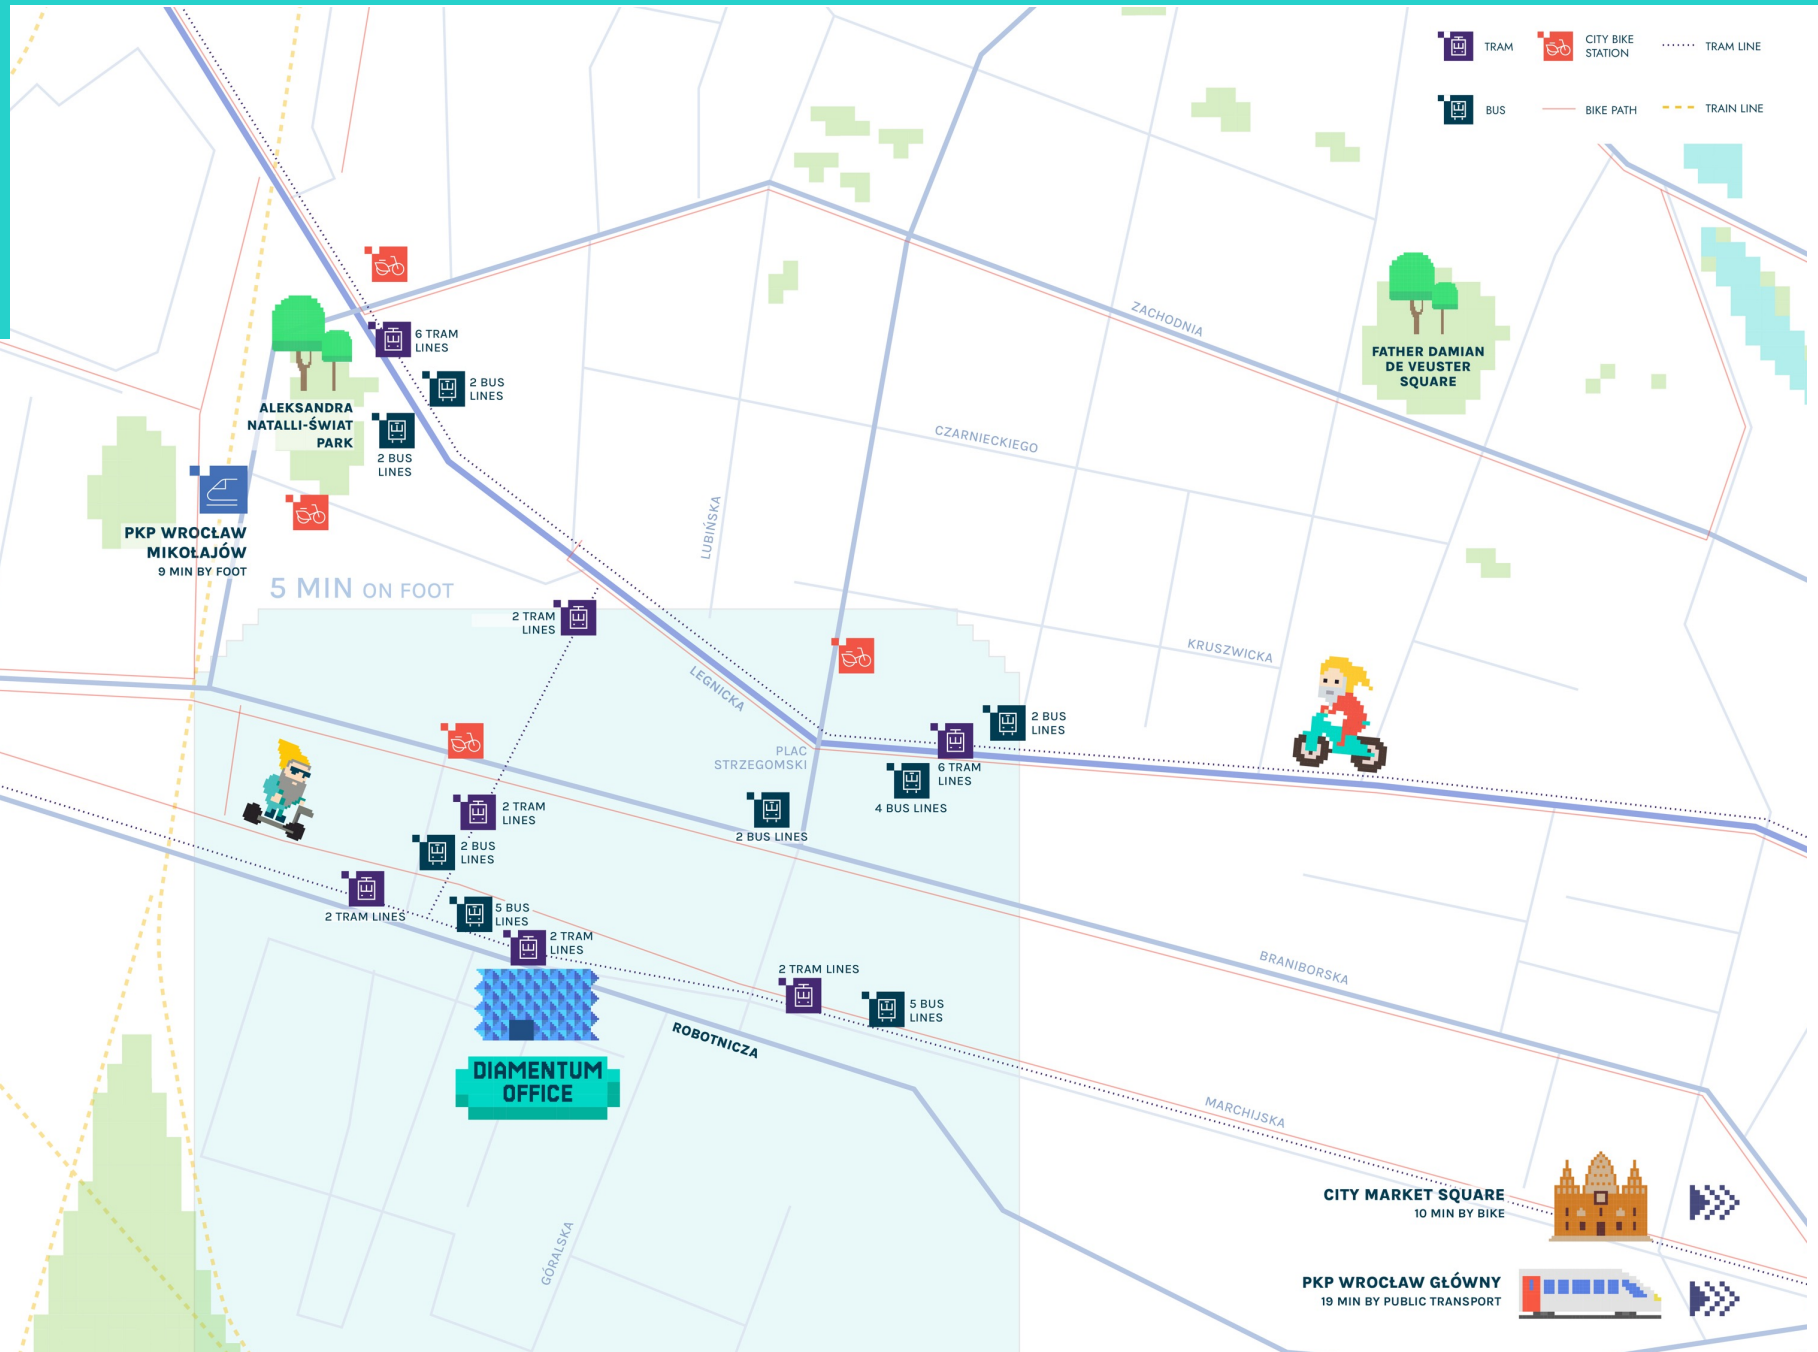 TRAM
CITY BIKE
STATION
TRAM LINE
BUS
BIKE PATH
TRAIN LINE
ZACHODNIA
6 TRAM
LINES
FATHER DAMIAN
DE VEUSTER
SQUARE
2 BUS
LINES
ALEKSANDRA
NATALLI-ŚWIAT
PARK
2 BUS
LINES
CZARNIECKIEGO
LUBIŃSKA
PKP WROCŁAW
MIKOŁAJÓW
9 MIN BY FOOT
5 MIN ON FOOT
2 TRAM
LINES
KRUSZWICKA
LEGNICKA
2 BUS
LINES
PLAC
STRZEGOMSKI
6 TRAM
LINES
4 BUS LINES
2 TRAM
LINES
2 BUS LINES
2 BUS
LINES
2 TRAM LINES
5 BUS
LINES
2 TRAM
LINES
BRANIBORSKA
2 TRAM LINES
5 BUS
LINES
ROBOTNICZA
DIAMENTUM
OFFICE
MARCHIJSKA
CITY MARKET SQUARE
10 MIN BY BIKE
GÓRALSKA
PKP WROCŁAW GŁÓWNY
19 MIN BY PUBLIC TRANSPORT